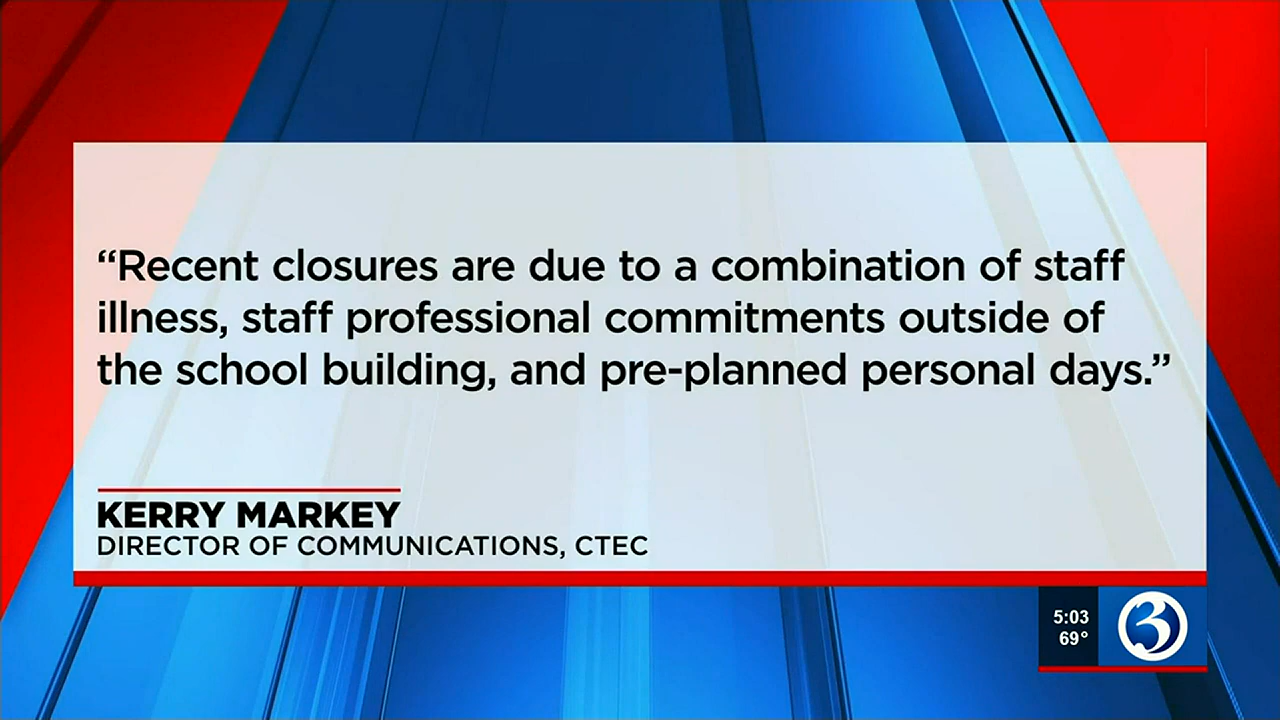 “Recent closures are due to a combination of staff
illness, staff professional commitments outside of
the school building, and pre-planned personal days.”
KERRY MARKEY
DIRECTOR OF COMMUNICATIONS, CTEC
5:03
69°
3